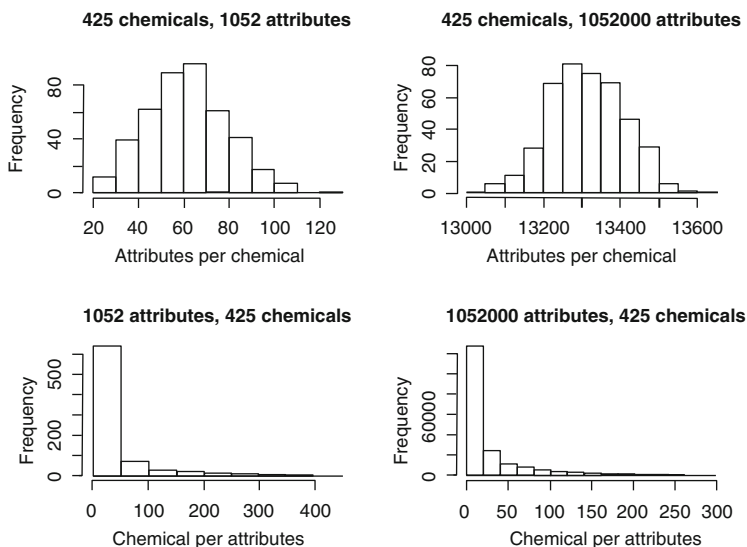 425 chemicals, 1052 attributes
Frequency
0 40 80
20 40 60 80 100 120
Attributes per chemical
425 chemicals, 1052000 attributes
Frequency
0 20 40 60 80
13000 13200 13400 13600
Attributes per chemical
1052 attributes, 425 chemicals
Frequency
0 200 500
0 100 200 300 400
Chemical per attributes
1052000 attributes, 425 chemicals
Frequency
0 60000
0 50 100 150 200 250 300
Chemical per attributes